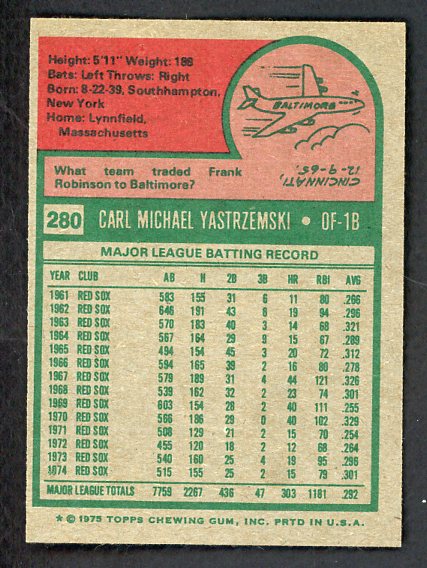 Height: 5'11" Weight: 186
Bats: Left Throws: Right
Born: 8-22-39, Southhampton,
New York
Home: Lynnfield,
Massachusetts
BALTIMORE
What team traded Frank
Robinson to Baltimore?
CINCINNATI,
12-9-65.
280 CARL MICHAEL YASTRZEMSKI • OF-1B
MAJOR LEAGUE BATTING RECORD
YEAR CLUB AB H 2B 3B HR RBI AVG
1961 RED SOX 583 155 31 6 11 80 .266
1962 RED SOX 646 191 43 8 19 94 .296
1963 RED SOX 570 183 40 3 14 68 .321
1964 RED SOX 567 164 29 9 15 67 .289
1965 RED SOX 494 154 45 3 20 72 .312
1966 RED SOX 594 165 39 2 16 80 .278
1967 RED SOX 579 189 31 4 44 121 .326
1968 RED SOX 539 162 32 2 23 74 .301
1969 RED SOX 603 154 28 2 40 111 .255
1970 RED SOX 566 186 29 0 40 102 .329
1971 RED SOX 508 129 21 2 15 70 .254
1972 RED SOX 455 120 18 2 12 68 .264
1973 RED SOX 540 160 25 4 19 95 .296
1974 RED SOX 515 155 25 2 15 79 .301
MAJOR LEAGUE TOTALS 7759 2267 436 47 303 1181 .292
* © 1975 TOPPS CHEWING GUM, INC. PRTD IN U.S.A.